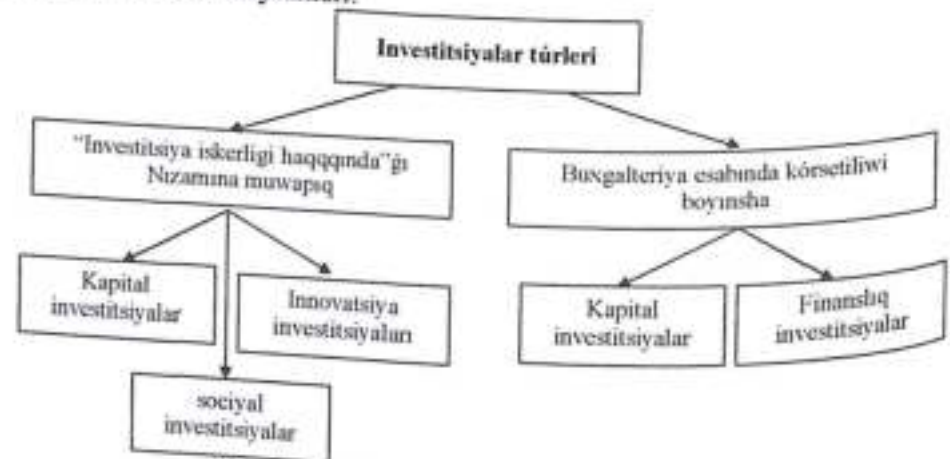 Investitsiyalar túrleri
"Investitsiya iskerligi haqqqında"ǵı
Nızamına muwapıq
Buxgalteriya esabında kórsetiliwi
boyınsha
Kapital
investitsiyalar
Innovatsiya
investitsiyaları
Kapital
investitsiyalar
Finanslıq
investitsiyalar
sociyal
investitsiyalar